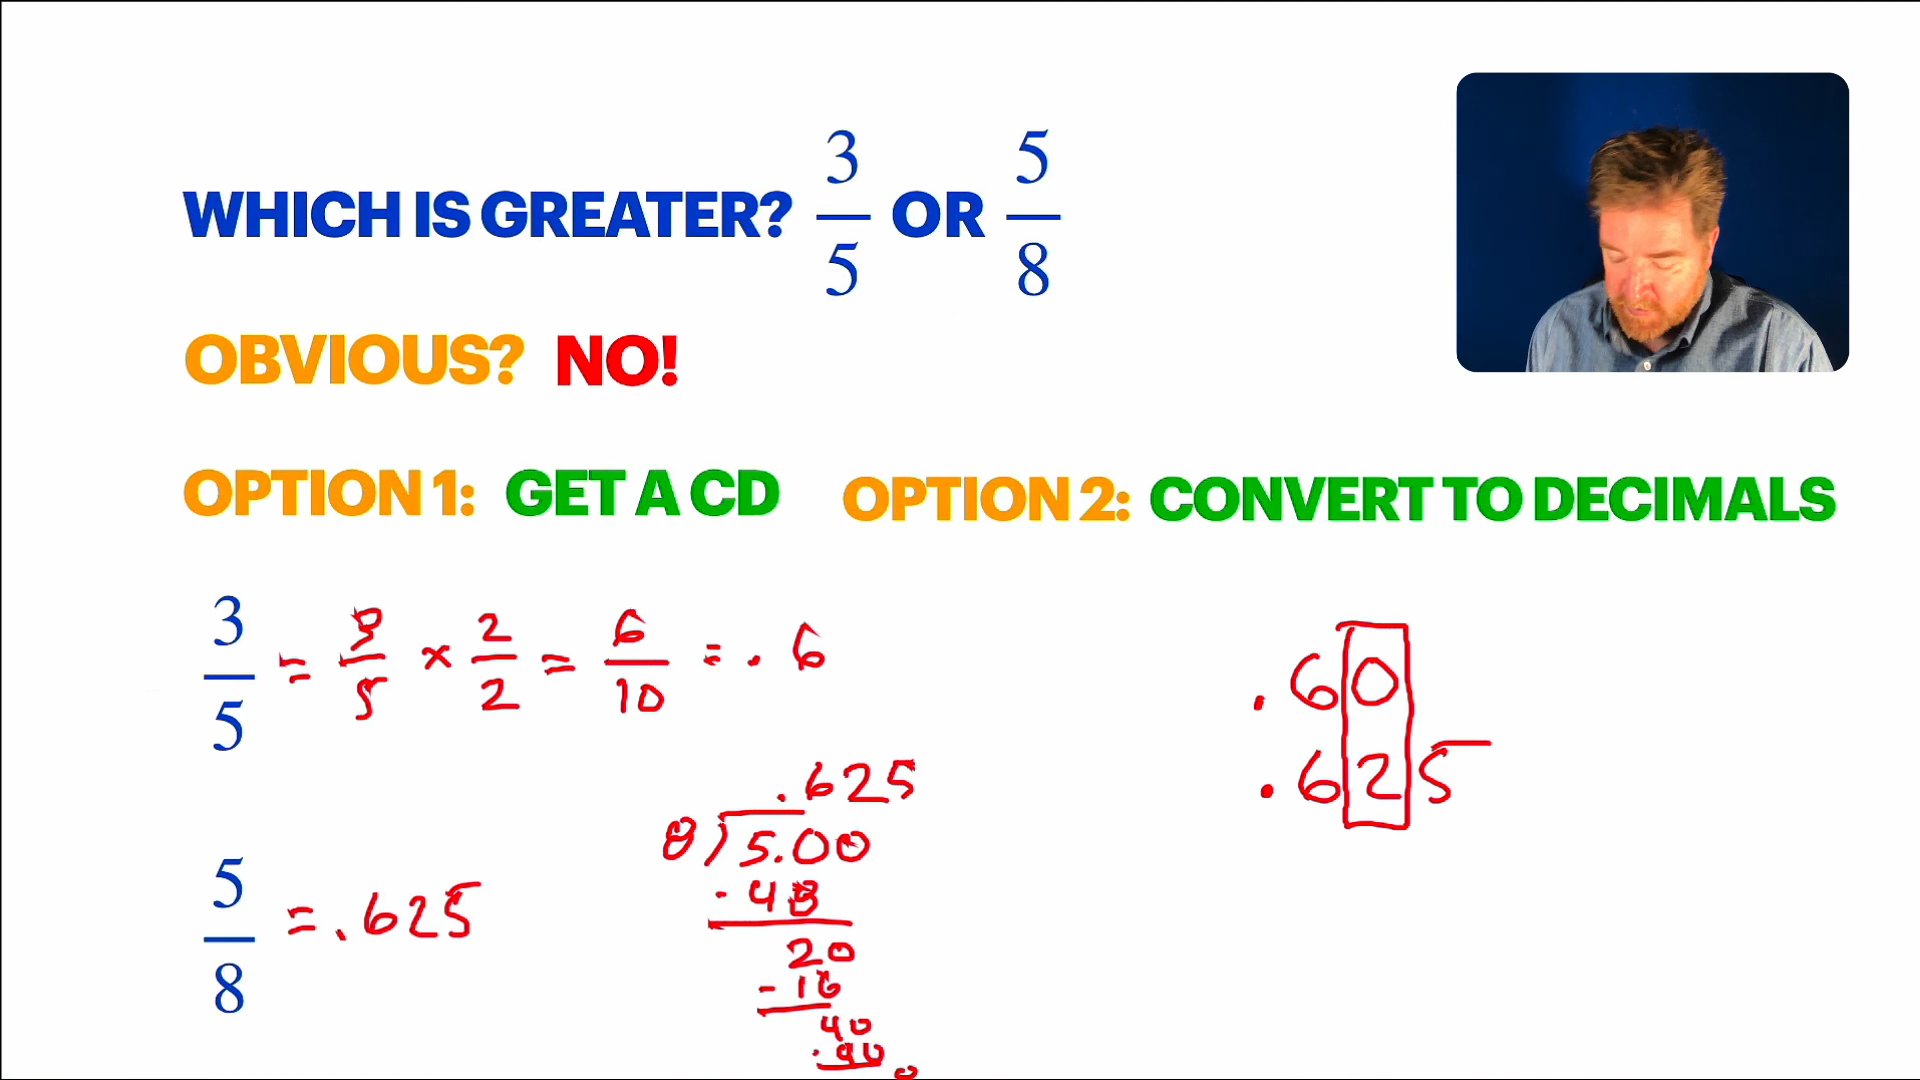 WHICH IS GREATER? 3/5 OR 5/8
OBVIOUS? NO!
OPTION 1: GET A CD
OPTION 2: CONVERT TO DECIMALS
3/5 = 3/5 × 2/2 = 6/10 = .6
.60
.625
5/8 = .625
.625
8)5.00
- 48
20
- 16
40
- 40
0